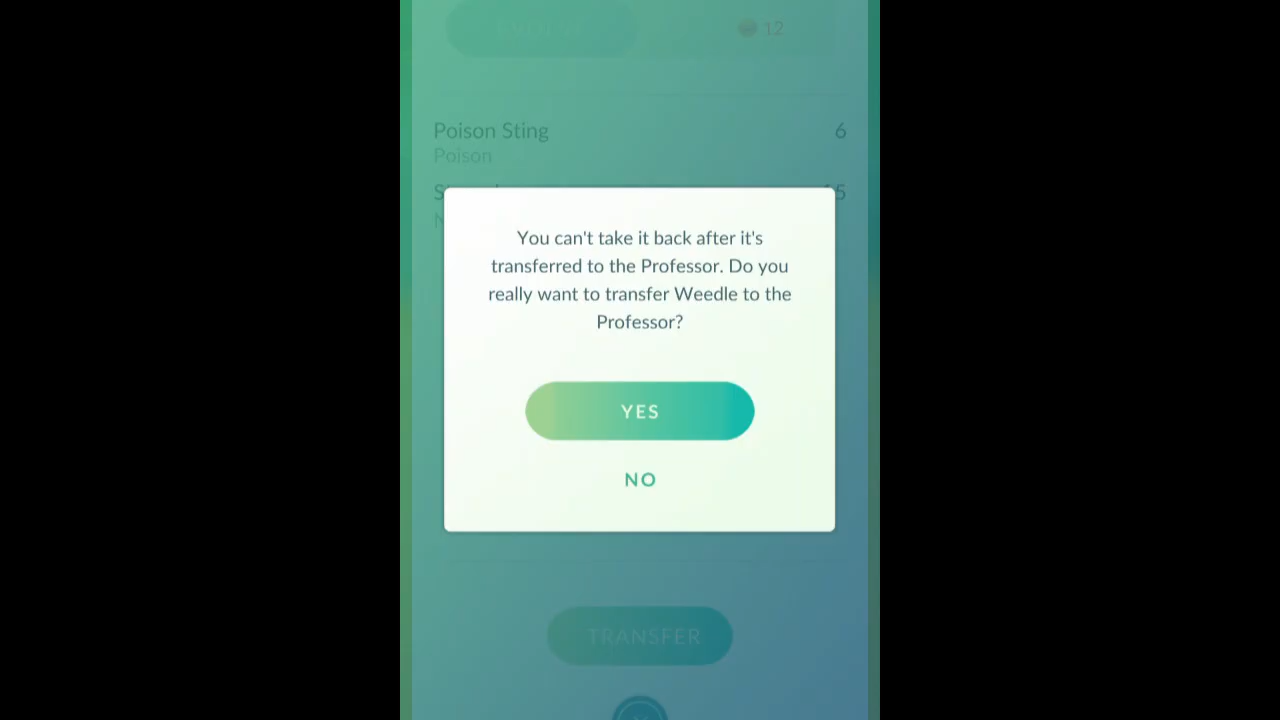 12
Poison Sting 6
Poison
You can't take it back after it's
transferred to the Professor. Do you
really want to transfer Weedle to the
Professor?
YES
NO
TRANSFER